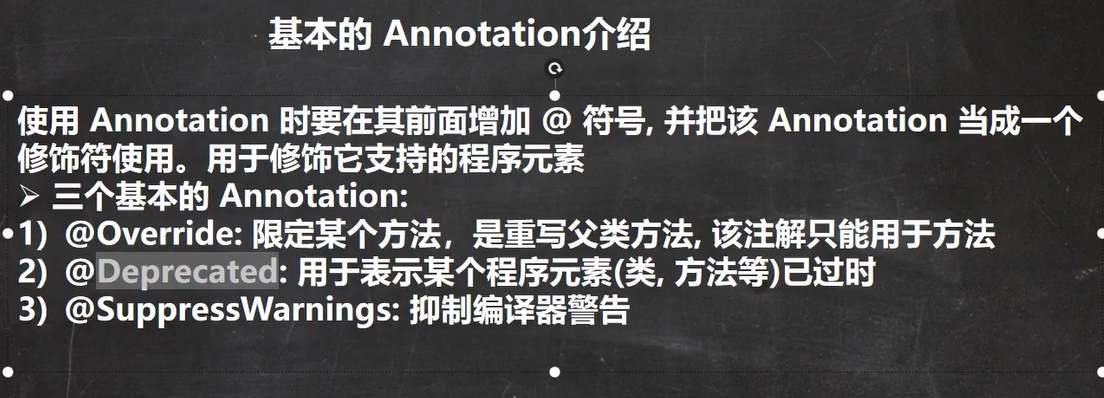 基本的 Annotation介绍
使用 Annotation 时要在其前面增加 @ 符号, 并把该 Annotation 当成一个
修饰符使用。用于修饰它支持的程序元素
➢ 三个基本的 Annotation:
1) @Override: 限定某个方法，是重写父类方法, 该注解只能用于方法
2) @Deprecated: 用于表示某个程序元素(类, 方法等)已过时
3) @SuppressWarnings: 抑制编译器警告